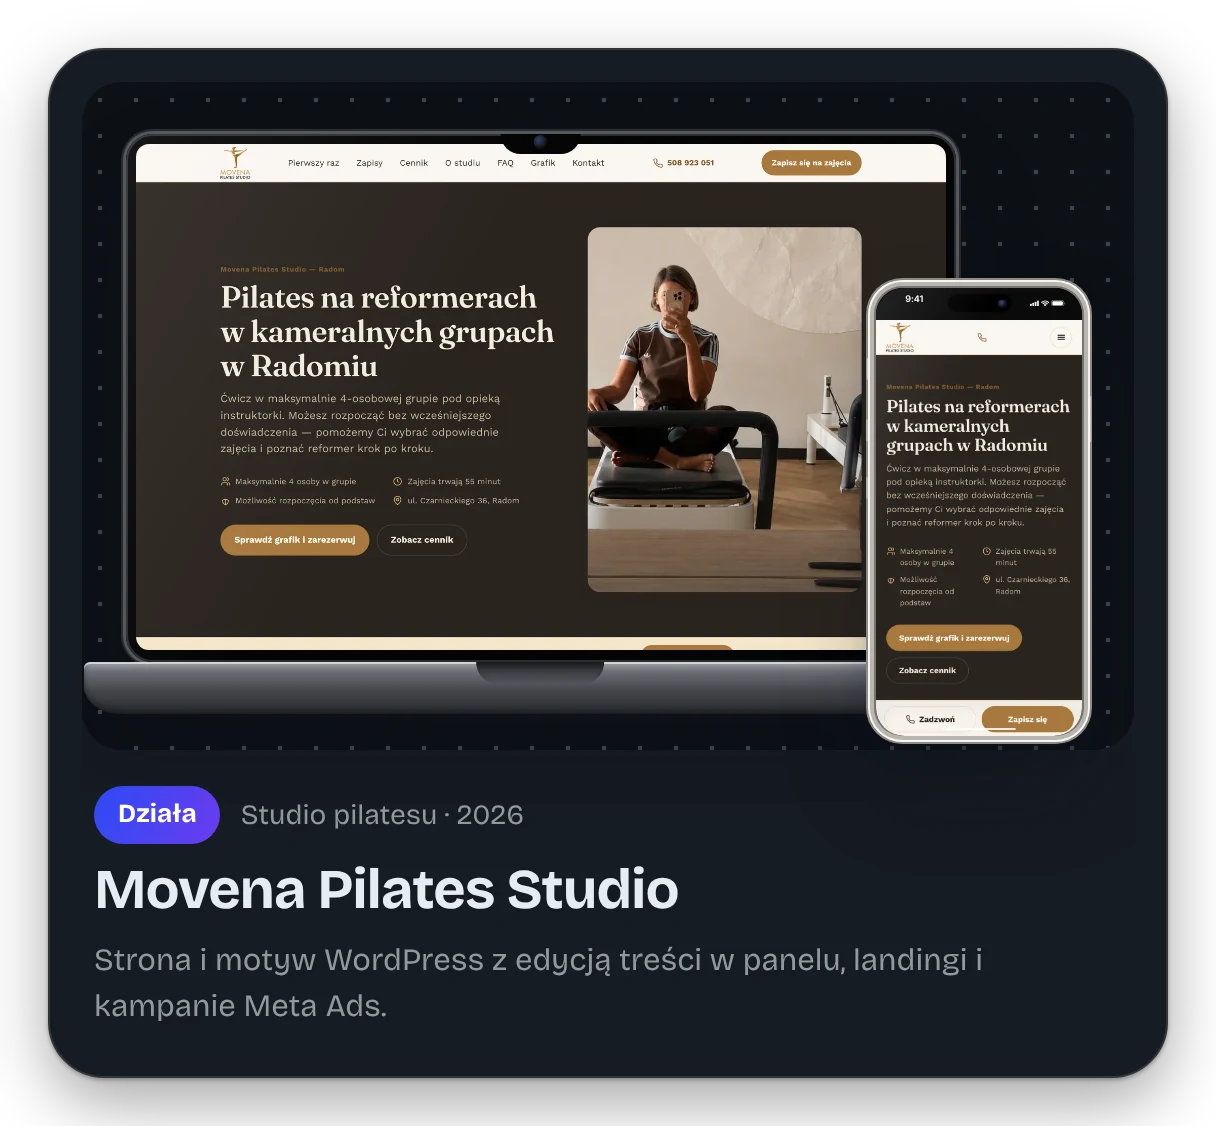 MOVENA
PILATES STUDIO
Pierwszy raz Zapisy Cennik O studiu FAQ Grafik Kontakt 508 923 051 Zapisz się na zajęcia
Movena Pilates Studio — Radom
Pilates na reformerach
w kameralnych grupach
w Radomiu
Ćwicz w maksymalnie 4-osobowej grupie pod opieką
instruktorki. Możesz rozpocząć bez wcześniejszego
doświadczenia — pomożemy Ci wybrać odpowiednie
zajęcia i poznać reformer krok po kroku.
Maksymalnie 4 osoby w grupie Zajęcia trwają 55 minut
Możliwość rozpoczęcia od podstaw ul. Czarnieckiego 36, Radom
Sprawdź grafik i zarezerwuj Zobacz cennik
9:41
MOVENA
PILATES STUDIO
Movena Pilates Studio — Radom
Pilates na reformerach
w kameralnych
grupach w Radomiu
Ćwicz w maksymalnie 4-osobowej grupie
pod opieką instruktorki. Możesz rozpocząć
bez wcześniejszego doświadczenia —
pomożemy Ci wybrać odpowiednie zajęcia
i poznać reformer krok po kroku.
Maksymalnie 4
osoby w grupie
Zajęcia trwają 55
minut
Możliwość
rozpoczęcia od
podstaw
ul. Czarnieckiego 36,
Radom
Sprawdź grafik i zarezerwuj
Zobacz cennik
Zadzwoń Zapisz się
Działa Studio pilatesu · 2026
Movena Pilates Studio
Strona i motyw WordPress z edycją treści w panelu, landingi i
kampanie Meta Ads.